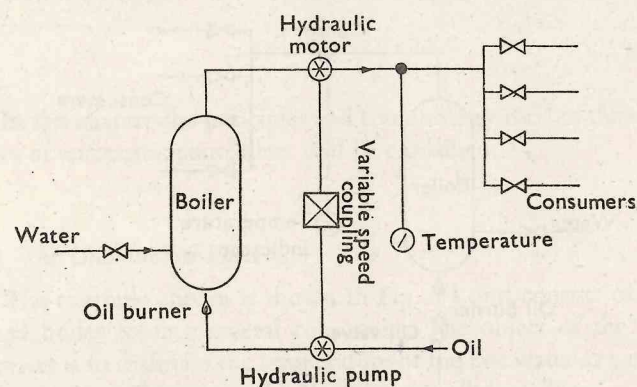 Hydraulic
motor
Boiler
Variable speed
coupling
Consumers
Water
Temperature
Oil burner
Oil
Hydraulic pump